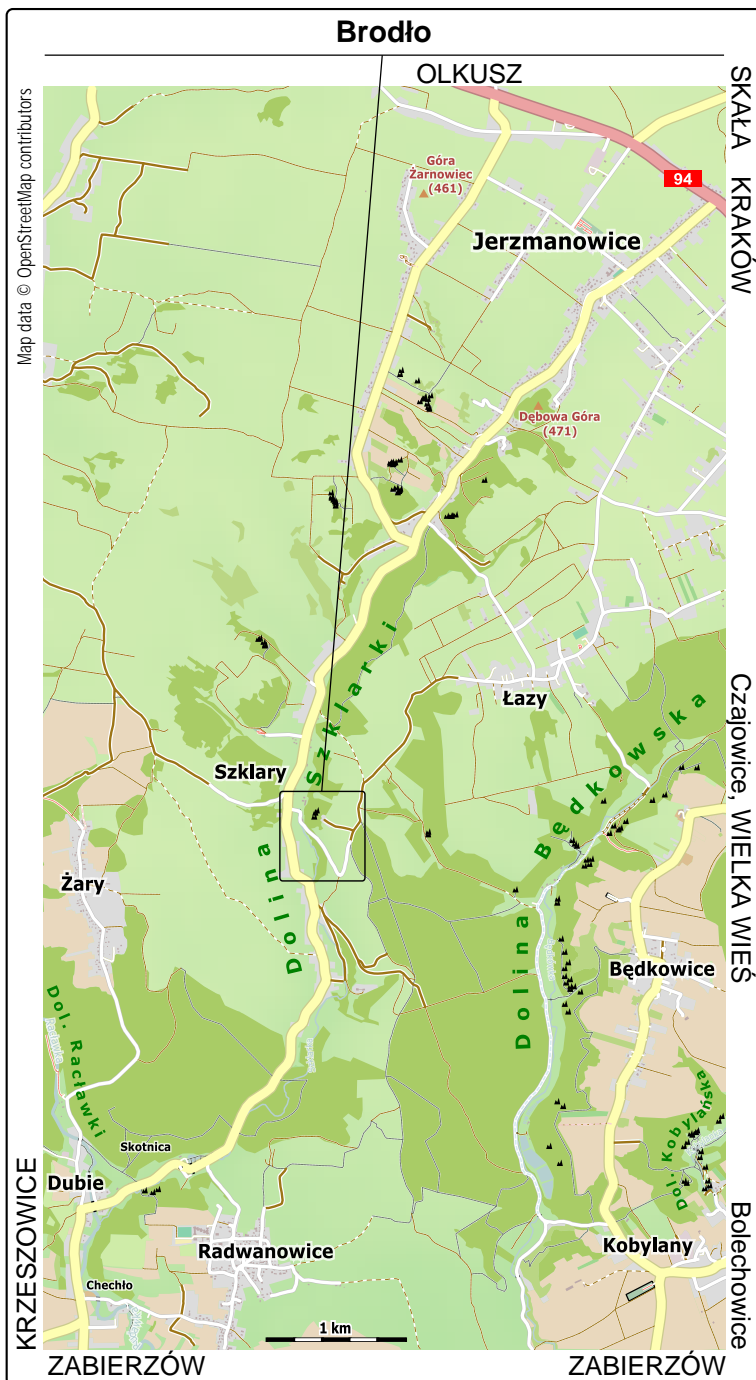 Brodło
OLKUSZ
SKAŁA KRAKÓW
Map data © OpenStreetMap contributors
94
Góra
Żarnowiec
(461)
Jerzmanowice
Dębowa Góra
(471)
Dolina Szklarki
Łazy
Czajowice, WIELKA WIEŚ
Szklary
Dolina Będkowska
Żary
Będkowice
Dol. Racławki
Dol. Kobylańska
Skotnica
Dubie
KRZESZOWICE
Radwanowice
Kobylany
Bolechowice
Chechło
1 km
ZABIERZÓW
ZABIERZÓW